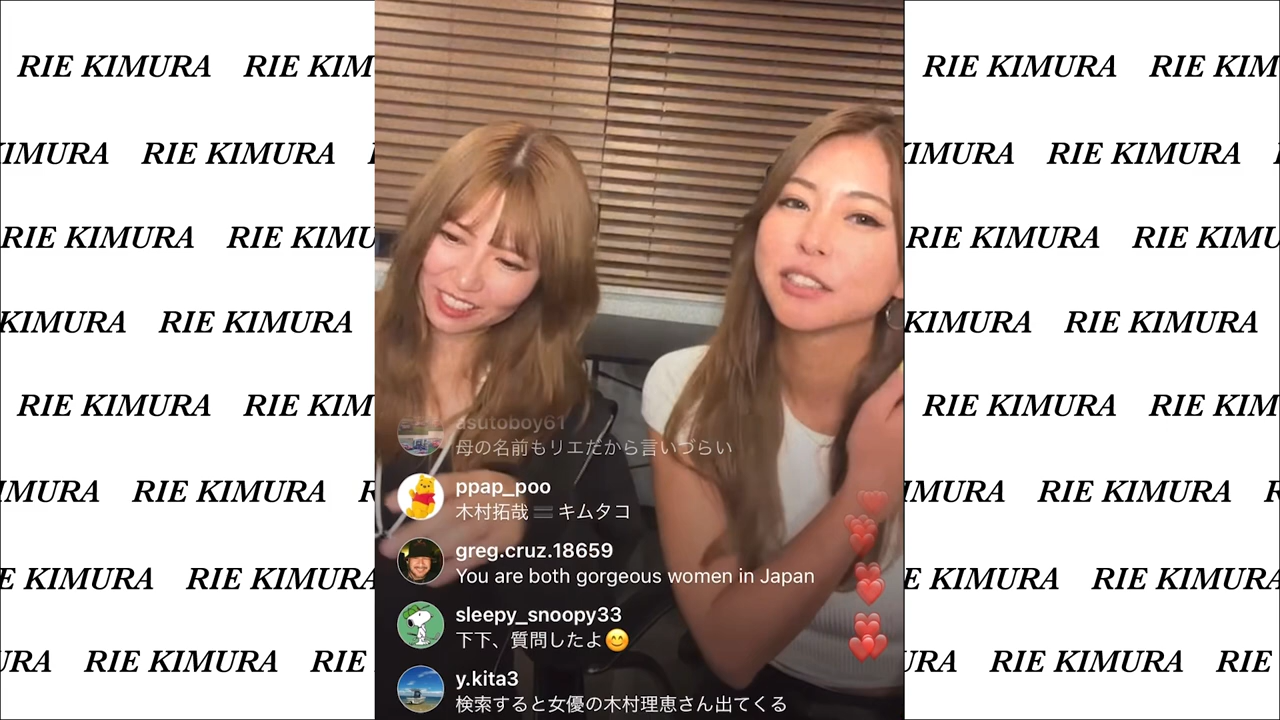 RIE KIMURA RIE KIM
IMURA RIE KIMURA
RIE KIMURA RIE KIMU
KIMURA RIE KIMURA
RIE KIMURA RIE KIM
IMURA RIE KIMURA R
E KIMURA RIE KIMURA
URA RIE KIMURA RIE
asutoboy61
母の名前もリエだから言いづらい
ppap_poo
木村拓哉 〓 キムタコ
greg.cruz.18659
You are both gorgeous women in Japan
sleepy_snoopy33
下下、質問したよ😊
y.kita3
検索すると女優の木村理恵さん出てくる
RIE KIMURA RIE KIM
IMURA RIE KIMURA
RIE KIMURA RIE KIMU
KIMURA RIE KIMURA
RIE KIMURA RIE KIM
IMURA RIE KIMURA R
E KIMURA RIE KIMURA
URA RIE KIMURA RIE